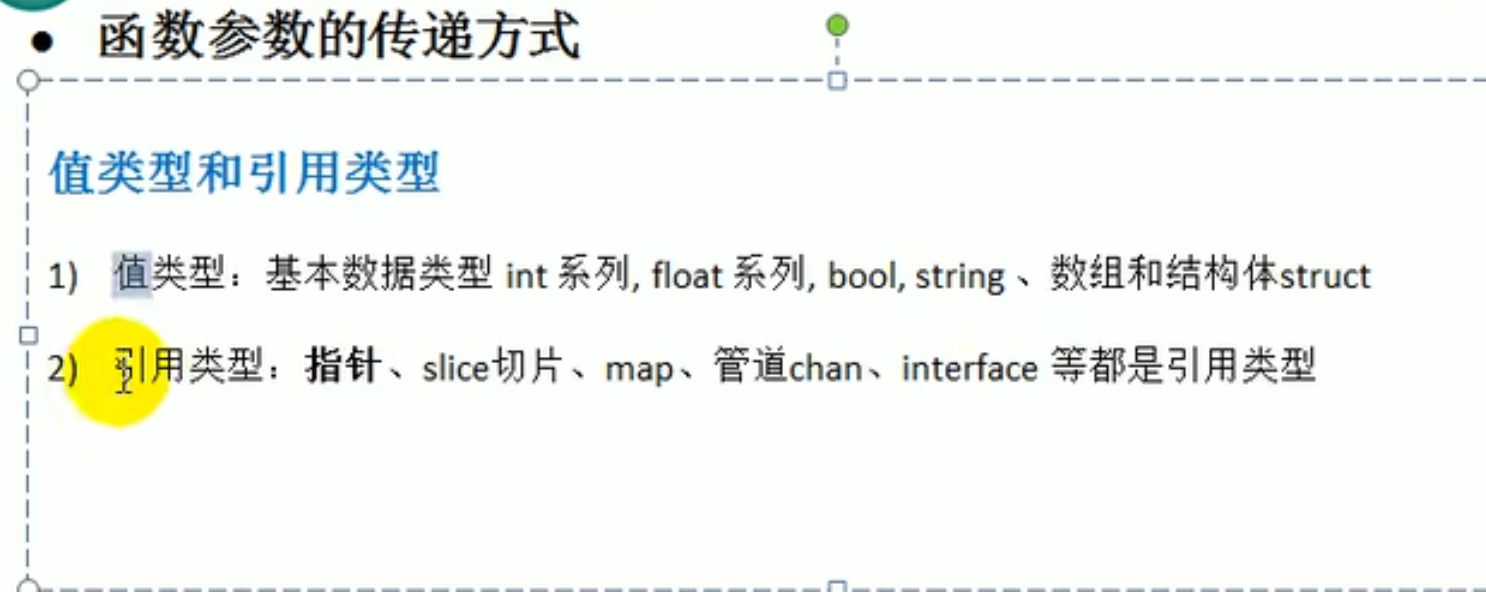 ● 函数参数的传递方式
值类型和引用类型
1) 值类型：基本数据类型 int 系列, float 系列, bool, string 、数组和结构体struct
2) 引用类型：指针、slice切片、map、管道chan、interface 等都是引用类型